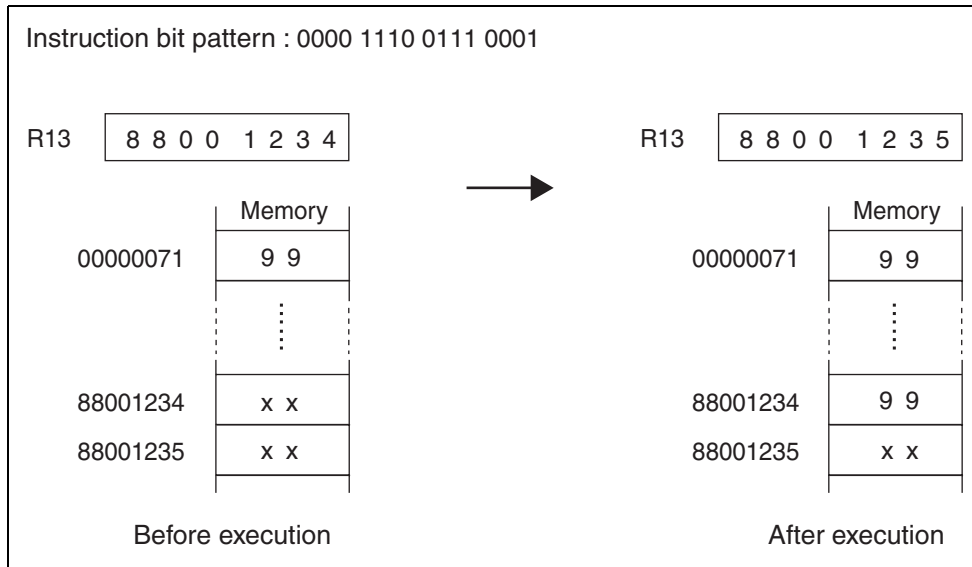 Instruction bit pattern : 0000 1110 0111 0001
R13 8 8 0 0 1 2 3 4
R13 8 8 0 0 1 2 3 5
Memory
Memory
00000071 9 9
00000071 9 9
88001234 x x
88001234 9 9
88001235 x x
88001235 x x
Before execution
After execution